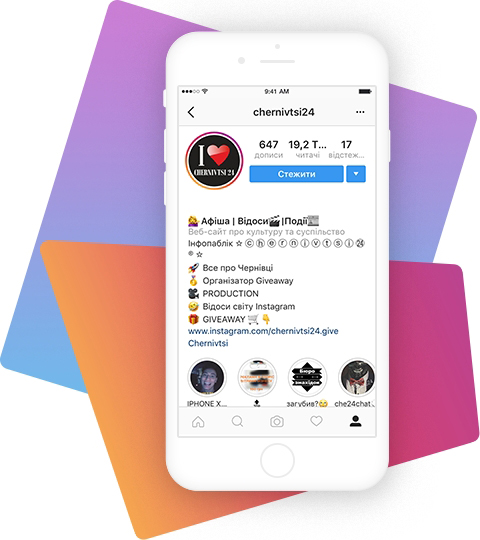 9:41 AM
chernivtsi24
I ❤
CHERNIVTSI 24
647 19,2 Т... 17
дописи читачі відстеж...
Стежити
🙋‍♀️ Афіша | Відоси🎬|Події📰
Веб-сайт про культуру та суспільство
Інфопаблік ☆ ⓒⓗⓔⓡⓝⓘⓥⓣⓢⓘ㉔
® ☆
🚀 Все про Чернівці
🥇 Організатор Giveaway
🎥 PRODUCTION
🤣 Відоси світу Instagram
🎁 GIVEAWAY 🛒 👇
www.instagram.com/chernivtsi24.give
Chernivtsi
Бюро
знахідок
IPHONE X... загубив?😋 che24chat